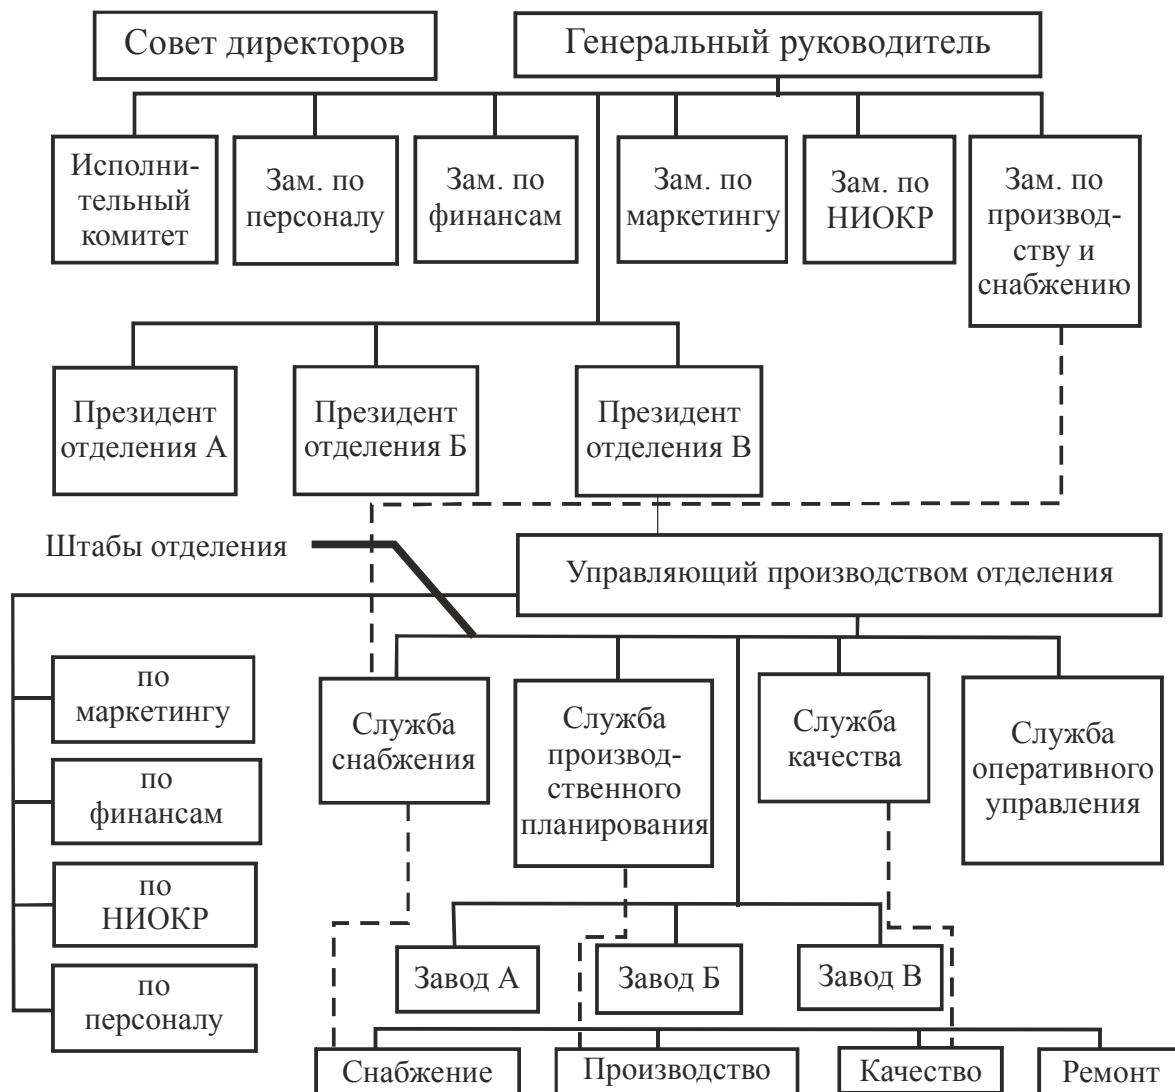 Совет директоров
Генеральный руководитель
Исполни-
тельный
комитет
Зам. по
персоналу
Зам. по
финансам
Зам. по
маркетингу
Зам. по
НИОКР
Зам. по
производ-
ству и
снабжению
Президент
отделения А
Президент
отделения Б
Президент
отделения В
Штабы отделения
Управляющий производством отделения
по
маркетингу
по
финансам
по
НИОКР
по
персоналу
Служба
снабжения
Служба
производ-
ственного
планирования
Служба
качества
Служба
оперативного
управления
Завод А
Завод Б
Завод В
Снабжение
Производство
Качество
Ремонт